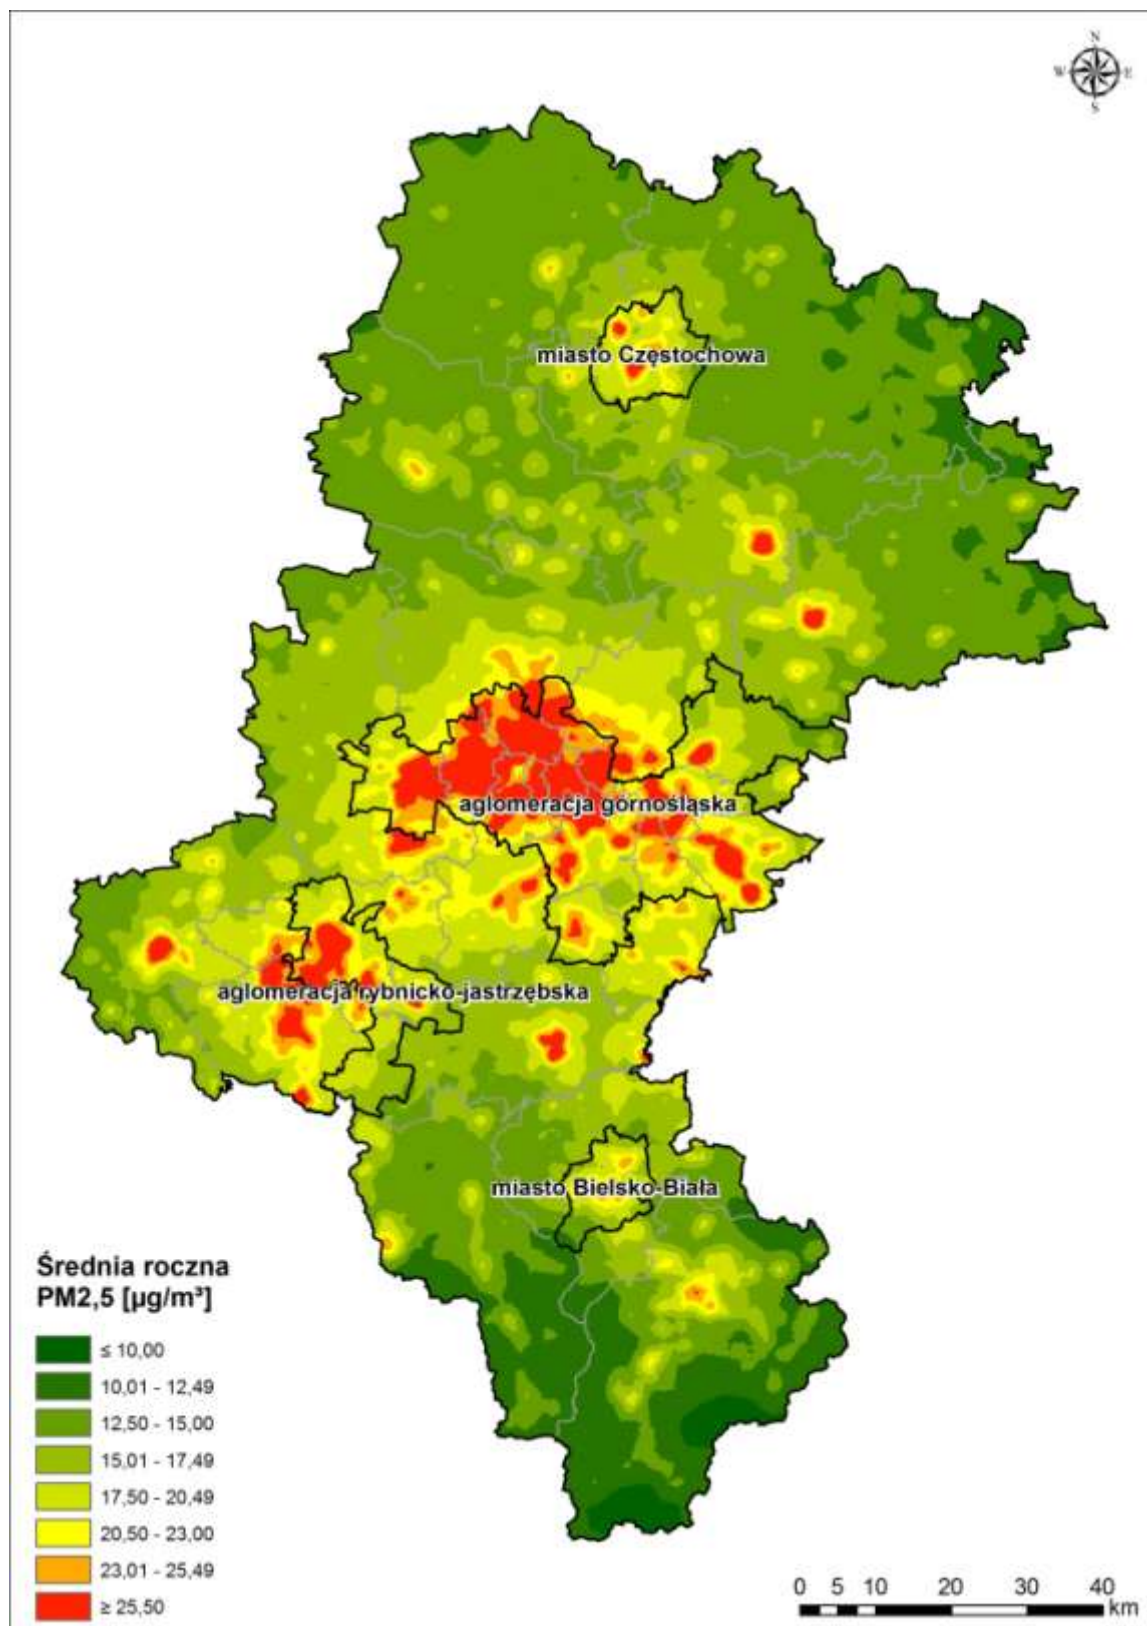 N
W E
S
miasto Częstochowa
aglomeracja górnośląska
aglomeracja rybnicko-jastrzębska
miasto Bielsko-Biała
Średnia roczna
PM2,5 [µg/m³]
≤ 10,00
10,01 - 12,49
12,50 - 15,00
15,01 - 17,49
17,50 - 20,49
20,50 - 23,00
23,01 - 25,49
≥ 25,50
0 5 10 20 30 40
km